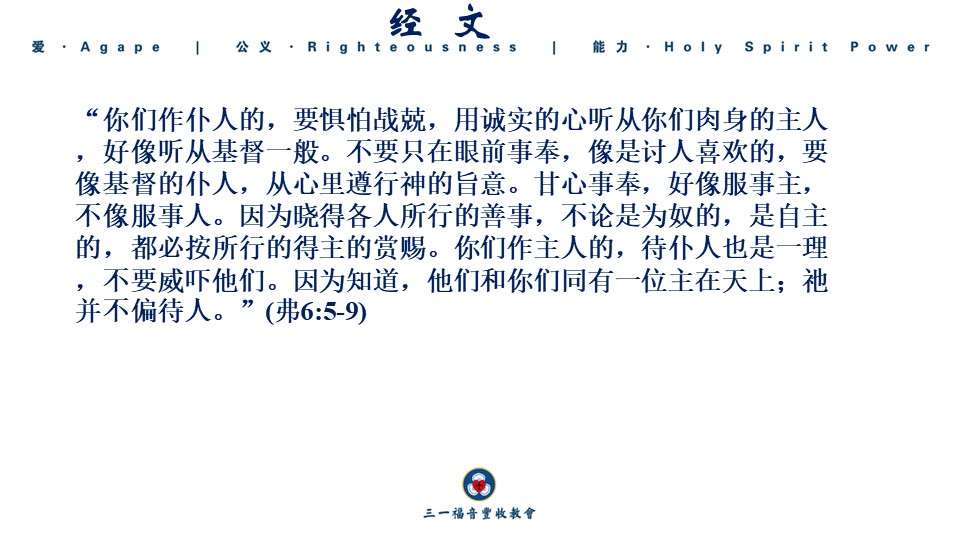 经 文
爱 · Agape | 公义 · Righteousness | 能力 · Holy Spirit Power
“你们作仆人的，要惧怕战兢，用诚实的心听从你们肉身的主人
，好像听从基督一般。不要只在眼前事奉，像是讨人喜欢的，要
像基督的仆人，从心里遵行神的旨意。甘心事奉，好像服事主，
不像服事人。因为晓得各人所行的善事，不论是为奴的，是自主
的，都必按所行的得主的赏赐。你们作主人的，待仆人也是一理
，不要威吓他们。因为知道，他们和你们同有一位主在天上；祂
并不偏待人。”(弗6:5-9)
三一福音豐收教會